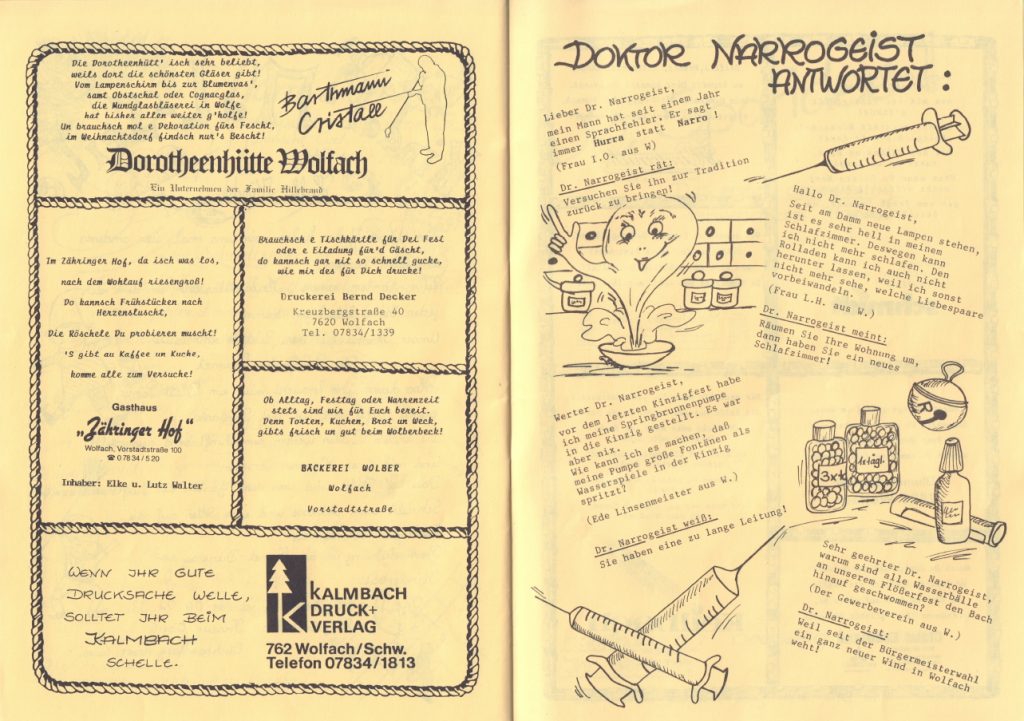 Die Dorotheenhütt' isch sehr beliebt,
weils dort die schönsten Gläser gibt!
Vom Lampenschirm bis zur Blumenvas',
samt Obstschal oder Cognacglas,
die Mundglasbläserei in Wolfe
hat bisher allen weiter g'holfe!
Un brauchsch mol e Dekoration fürs Fescht,
im Weihnachtsdorf findsch nur's Bescht!
Barthmann
Cristall
Dorotheenhütte Wolfach
Ein Unternehmen der Familie Hillebrand
Im Zähringer Hof, da isch was los,
nach dem Wohlauf riesengroß!
Do kannsch Frühstücken nach
Herzensluscht,
Die Röschele Du probieren muscht!
'S gibt au Kaffee un Kuche,
komme alle zum Versuche!
Gasthaus
„Zähringer Hof"
Wolfach, Vorstadtstraße 100
☎ 0 78 34 / 5 20
Inhaber: Elke u. Lutz Walter
Brauchsch e Tischkärtle für Dei Fest
oder e Eiladung für'd Gäscht,
do kannsch gar nit so schnell gucke,
wie mir des für Dich drucke!
Druckerei Bernd Decker
Kreuzbergstraße 40
7620 Wolfach
Tel. 07834/1339
Ob Alltag, Festtag oder Narrenzeit
stets sind wir für Euch bereit.
Denn Torten, Kuchen, Brot un Weck,
gibts frisch un gut beim Wolberbeck!
BÄCKEREI WOLBER
Wolfach
Vorstadtstraße
WENN JHR GUTE
DRUCKSACHE WELLE,
SOLLTET JHR BEIM
KALMBACH
SCHELLE.
K
KALMBACH
DRUCK+
VERLAG
762 Wolfach/Schw.
Telefon 07834/1813
DOKTOR NARROGEIST
ANTWORTET:
Lieber Dr. Narrogeist,
mein Mann hat seit einem Jahr
einen Sprachfehler. Er sagt
immer Hurra statt Narro !
(Frau I.O. aus W)
Dr. Narrogeist rät:
Versuchen Sie ihn zur Tradition
zurück zu bringen!
Hallo Dr. Narrogeist,
Seit am Damm neue Lampen stehen,
ist es sehr hell in meinem
Schlafzimmer. Deswegen kann
ich nicht mehr schlafen. Den
Rolladen kann ich auch nicht
herunter lassen, weil ich sonst
nicht mehr sehe, welche Liebespaare
vorbeiwandeln.
(Frau L.H. aus W.)
Dr. Narrogeist meint:
Räumen Sie Ihre Wohnung um,
dann haben Sie ein neues
Schlafzimmer!
Werter Dr. Narrogeist,
vor dem letzten Kinzigfest habe
ich meine Springbrunnenpumpe
in die Kinzig gestellt. Es war
aber nix.
Wie kann ich es machen, daß
meine Pumpe große Fontänen als
Wasserspiele in der Kinzig
spritzt?
(Ede Linsenmeister aus W.)
Dr. Narrogeist weiß:
Sie haben eine zu lange Leitung!
3x
1x tägl.
Sehr geehrter Dr. Narrogeist,
warum sind alle Wasserbälle
an unserem Flößerfest den Bach
hinauf geschwommen?
(Der Gewerbeverein aus W.)
Dr. Narrogeist:
Weil seit der Bürgermeisterwahl
ein ganz neuer Wind in Wolfach
weht!